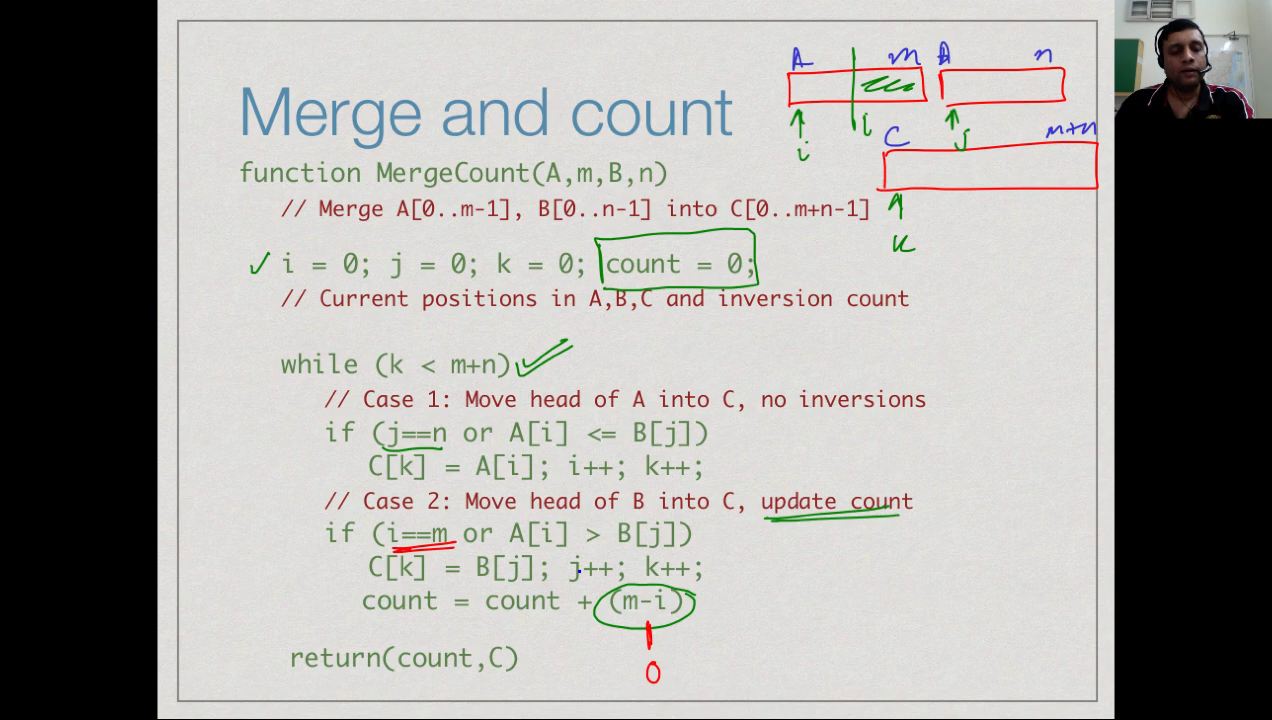 A m A n
Merge and count
i i j C m+n
function MergeCount(A,m,B,n)
// Merge A[0..m-1], B[0..n-1] into C[0..m+n-1]
k
i = 0; j = 0; k = 0; count = 0;
// Current positions in A,B,C and inversion count
while (k < m+n)
// Case 1: Move head of A into C, no inversions
if (j==n or A[i] <= B[j])
C[k] = A[i]; i++; k++;
// Case 2: Move head of B into C, update count
if (i==m or A[i] > B[j])
C[k] = B[j]; j++; k++;
count = count + (m-i)
return(count,C)
0